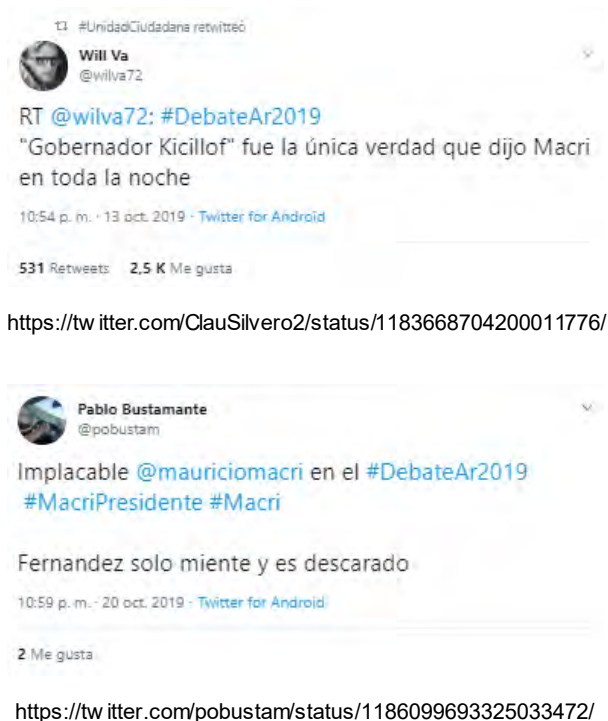 #UnidadCiudadana retwitteó
Will Va
@wilva72
RT @wilva72: #DebateAr2019
"Gobernador Kicillof" fue la única verdad que dijo Macri
en toda la noche
10:54 p. m. · 13 oct. 2019 · Twitter for Android
531 Retweets 2,5 K Me gusta
https://tw itter.com/ClauSilvero2/status/1183668704200011776/
Pablo Bustamante
@pobustam
Implacable @mauriciomacri en el #DebateAr2019
#MacriPresidente #Macri
Fernandez solo miente y es descarado
10:59 p. m. · 20 oct. 2019 · Twitter for Android
2 Me gusta
https://tw itter.com/pobustam/status/1186099693325033472/